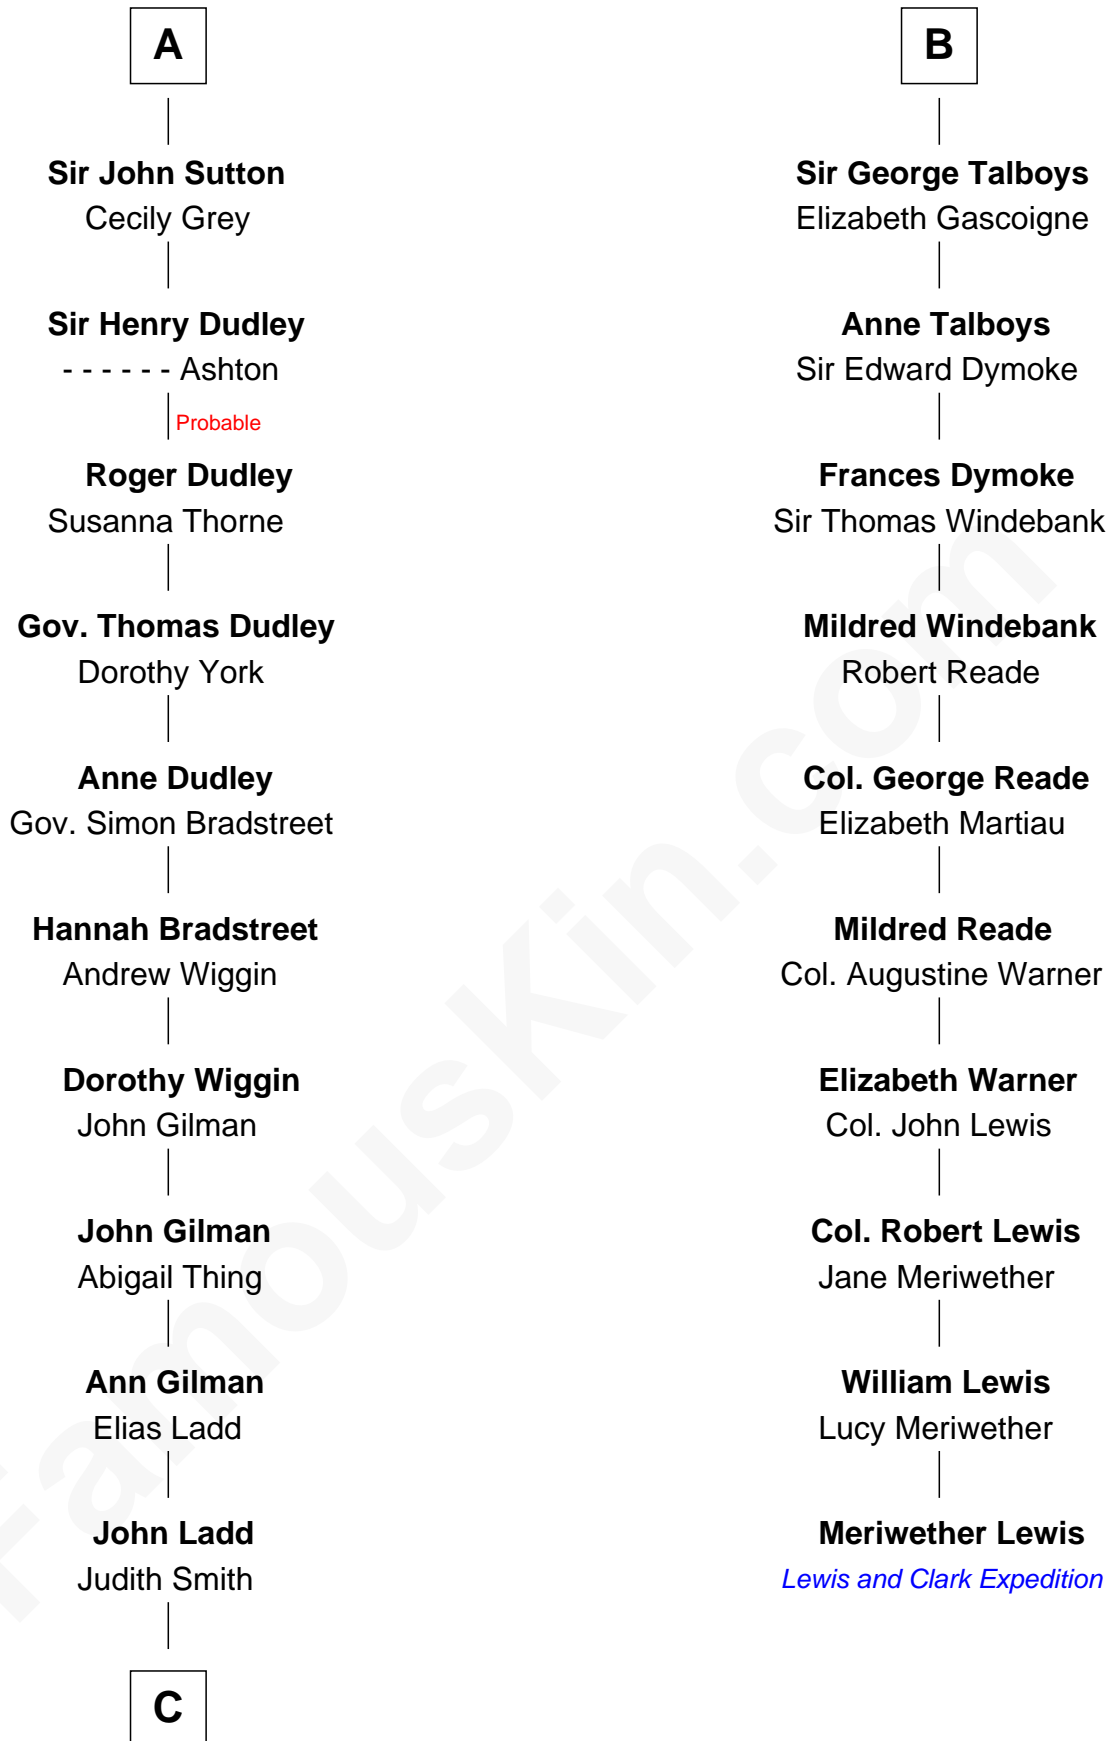 A
Sir John Sutton
Cecily Grey
Sir Henry Dudley
- - - - - - Ashton
Probable
Roger Dudley
Susanna Thorne
Gov. Thomas Dudley
Dorothy York
Anne Dudley
Gov. Simon Bradstreet
Hannah Bradstreet
Andrew Wiggin
Dorothy Wiggin
John Gilman
John Gilman
Abigail Thing
Ann Gilman
Elias Ladd
John Ladd
Judith Smith
C
B
Sir George Talboys
Elizabeth Gascoigne
Anne Talboys
Sir Edward Dymoke
Frances Dymoke
Sir Thomas Windebank
Mildred Windebank
Robert Reade
Col. George Reade
Elizabeth Martiau
Mildred Reade
Col. Augustine Warner
Elizabeth Warner
Col. John Lewis
Col. Robert Lewis
Jane Meriwether
William Lewis
Lucy Meriwether
Meriwether Lewis
Lewis and Clark Expedition
FamousKin.com